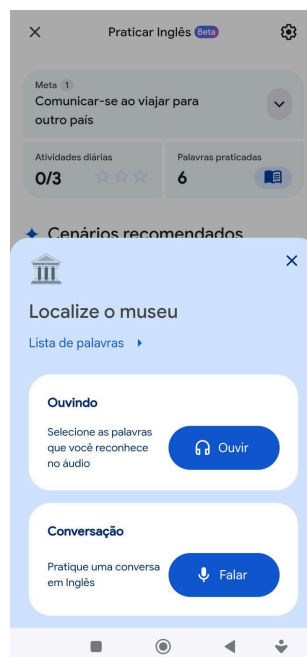 Praticar Inglês Beta
Meta 1
Comunicar-se ao viajar para
outro país
Atividades diárias
0/3
Palavras praticadas
6
Cenários recomendados
Localize o museu
Lista de palavras
Ouvindo
Selecione as palavras
que você reconhece
no áudio
Ouvir
Conversação
Pratique uma conversa
em Inglês
Falar